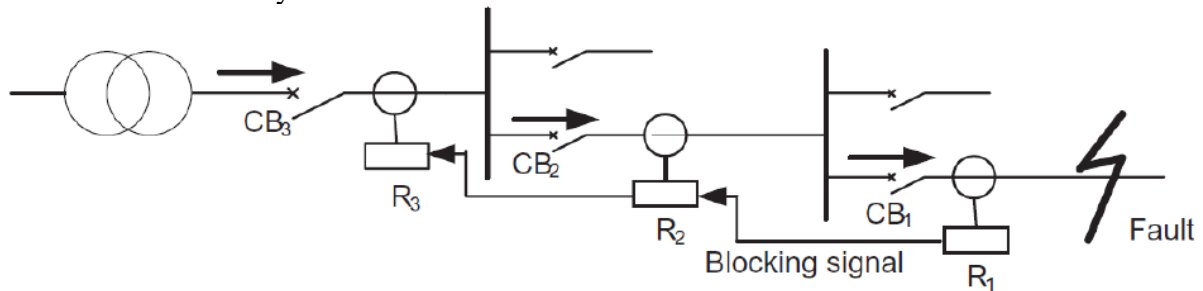 CB3
R3
CB2
R2
CB1
R1
Blocking signal
Fault